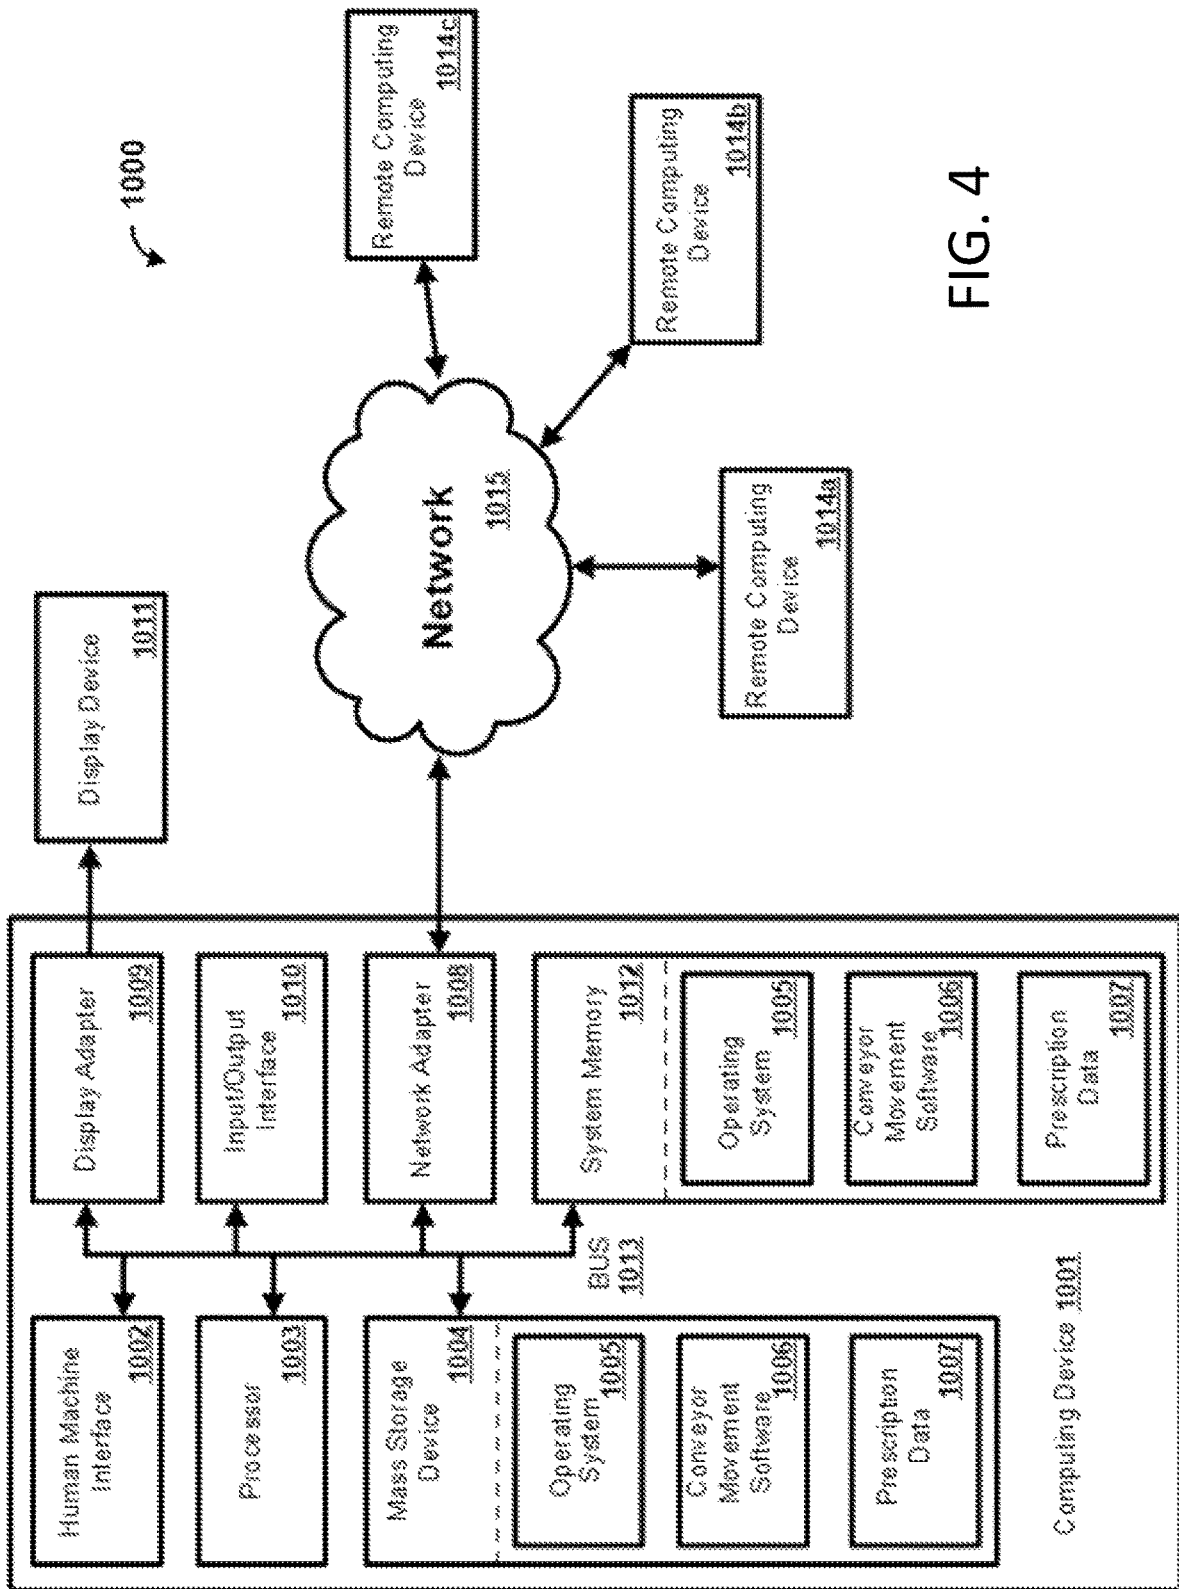 1000
Human Machine
Interface
1002
Processor
1003
Mass Storage
Device
1004
Operating
System
1005
Conveyor
Movement
Software
1006
Prescription
Data
1007
BUS
1013
Display Adapter
1009
Input/Output
Interface
1010
Network Adapter
1008
System Memory
1012
Operating
System
1005
Conveyor
Movement
Software
1006
Prescription
Data
1007
Computing Device 1001
Display Device
1011
Network
1015
Remote Computing
Device
1014a
Remote Computing
Device
1014b
Remote Computing
Device
1014c
FIG. 4